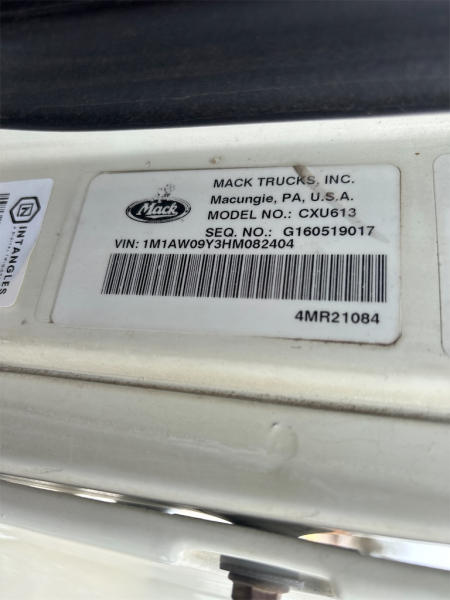 Mack
MACK TRUCKS, INC.
Macungie, PA, U.S.A.
MODEL NO.: CXU613
SEQ. NO.: G160519017
VIN: 1M1AW09Y3HM082404
4MR21084
INTANGLES